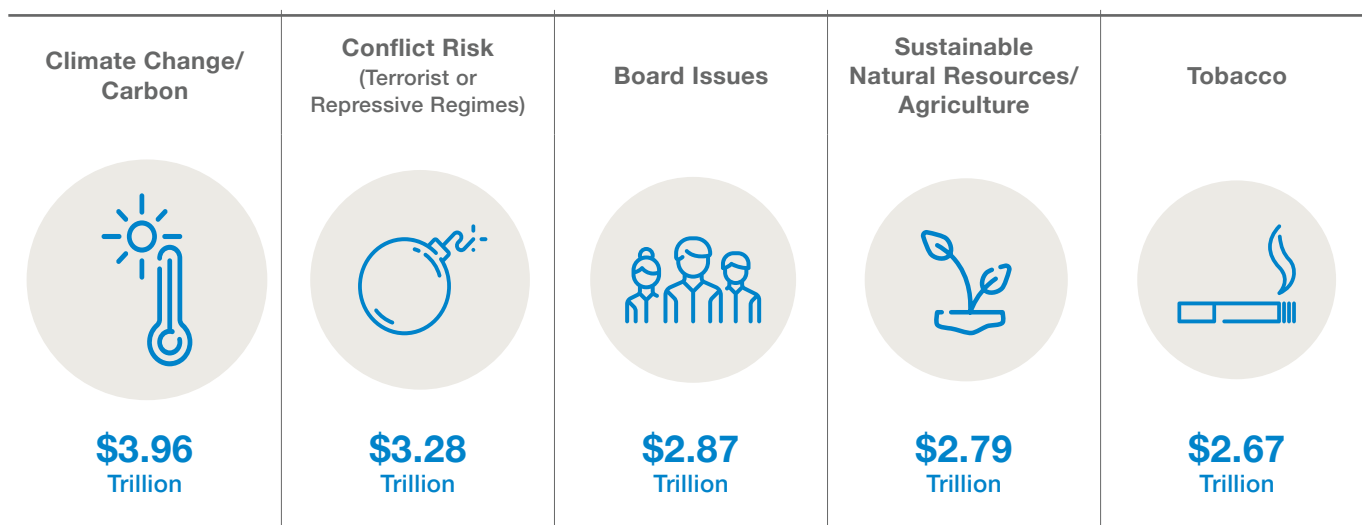 Climate Change/
Carbon
Conflict Risk
(Terrorist or
Repressive Regimes)
Board Issues
Sustainable
Natural Resources/
Agriculture
Tobacco
$3.96
Trillion
$3.28
Trillion
$2.87
Trillion
$2.79
Trillion
$2.67
Trillion